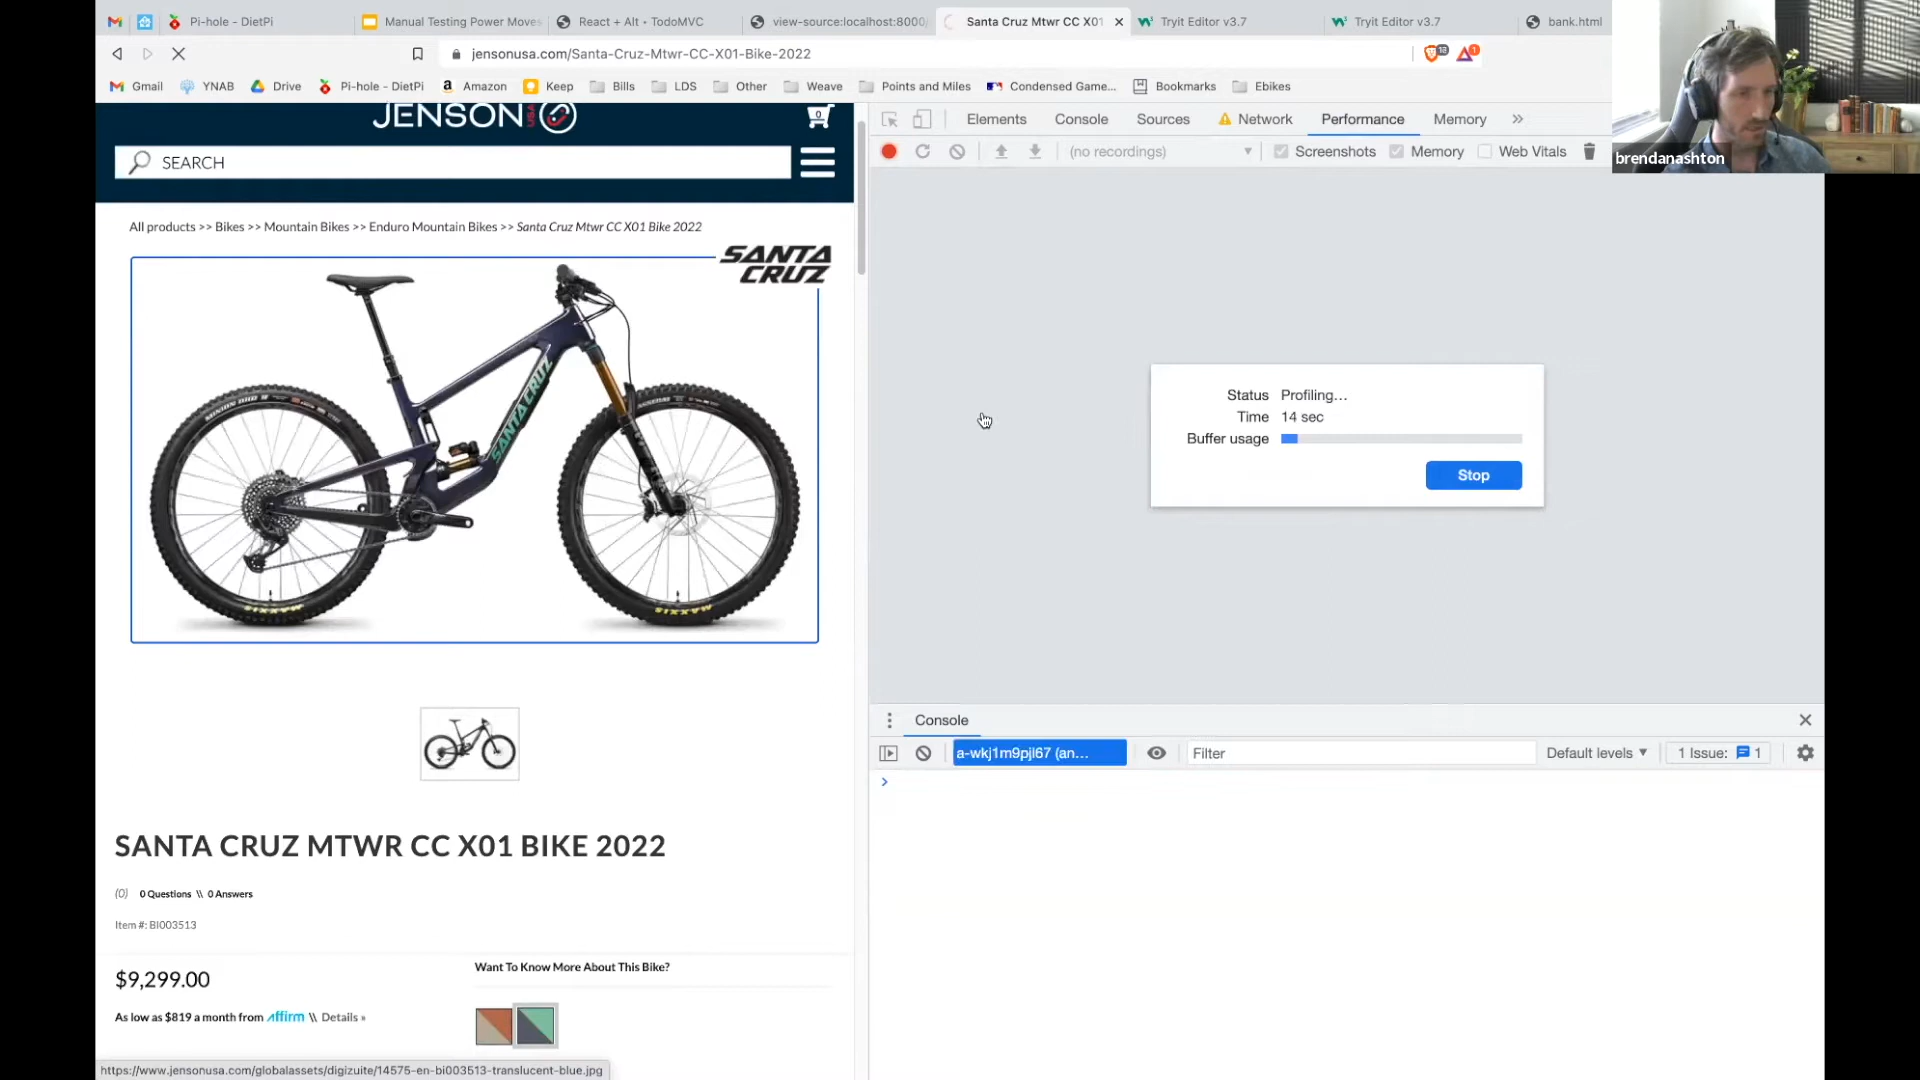 Pi-hole - DietPi
Manual Testing Power Moves
React + Alt • TodoMVC
view-source:localhost:8000/
Santa Cruz Mtwr CC X01
Tryit Editor v3.7
Tryit Editor v3.7
bank.html
jensonusa.com/Santa-Cruz-Mtwr-CC-X01-Bike-2022
Gmail
YNAB
Drive
Pi-hole - DietPi
Amazon
Keep
Bills
LDS
Other
Weave
Points and Miles
Condensed Game...
Bookmarks
Ebikes
JENSON USA
0
SEARCH
All products >> Bikes >> Mountain Bikes >> Enduro Mountain Bikes >> Santa Cruz Mtwr CC X01 Bike 2022
SANTA CRUZ
SANTA CRUZ
MAXXIS
MAXXIS
SANTA CRUZ MTWR CC X01 BIKE 2022
(0) 0 Questions \\ 0 Answers
Item #: BI003513
$9,299.00
As low as $819 a month from affirm \\ Details »
Want To Know More About This Bike?
https://www.jensonusa.com/globalassets/digizuite/14575-en-bi003513-translucent-blue.jpg
Elements Console Sources Network Performance Memory »
(no recordings) Screenshots Memory Web Vitals
brendanashton
Status Profiling…
Time 14 sec
Buffer usage
Stop
Console
a-wkj1m9pjl67 (an… Filter Default levels 1 Issue: 1
>